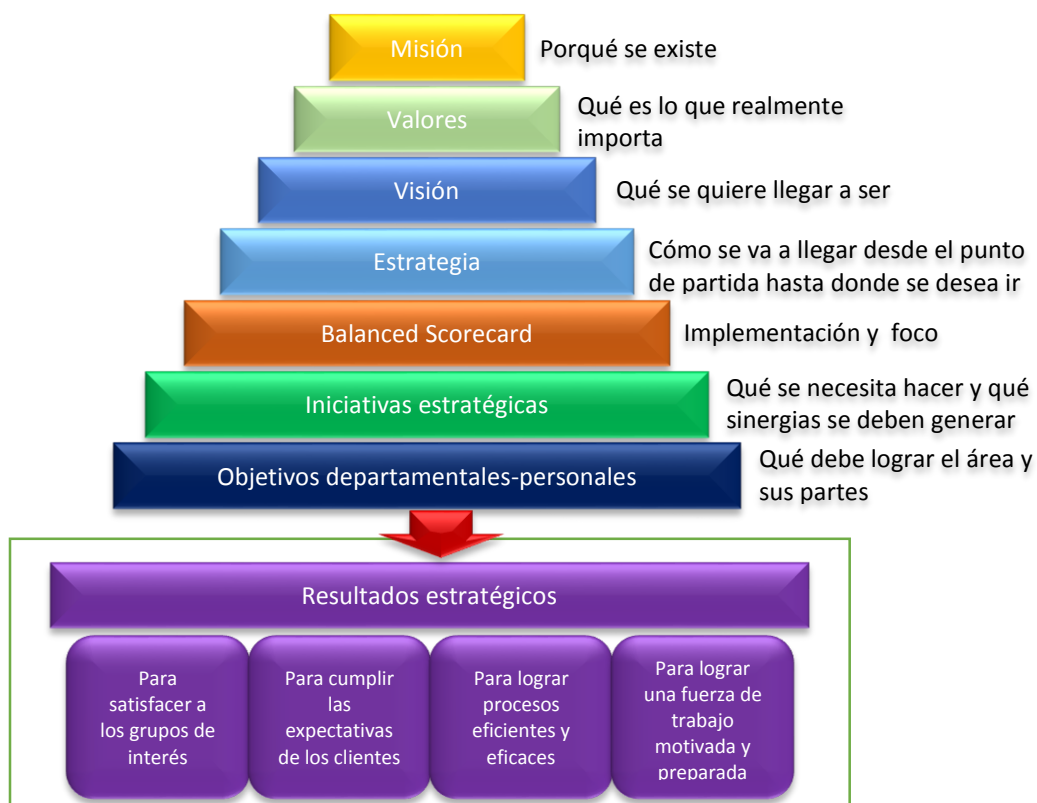 Misión
Porqué se existe
Valores
Qué es lo que realmente
importa
Visión
Qué se quiere llegar a ser
Estrategia
Cómo se va a llegar desde el punto
de partida hasta donde se desea ir
Balanced Scorecard
Implementación y foco
Iniciativas estratégicas
Qué se necesita hacer y qué
sinergias se deben generar
Objetivos departamentales-personales
Qué debe lograr el área y
sus partes
Resultados estratégicos
Para
satisfacer a
los grupos de
interés
Para cumplir
las
expectativas
de los clientes
Para lograr
procesos
eficientes y
eficaces
Para lograr
una fuerza de
trabajo
motivada y
preparada